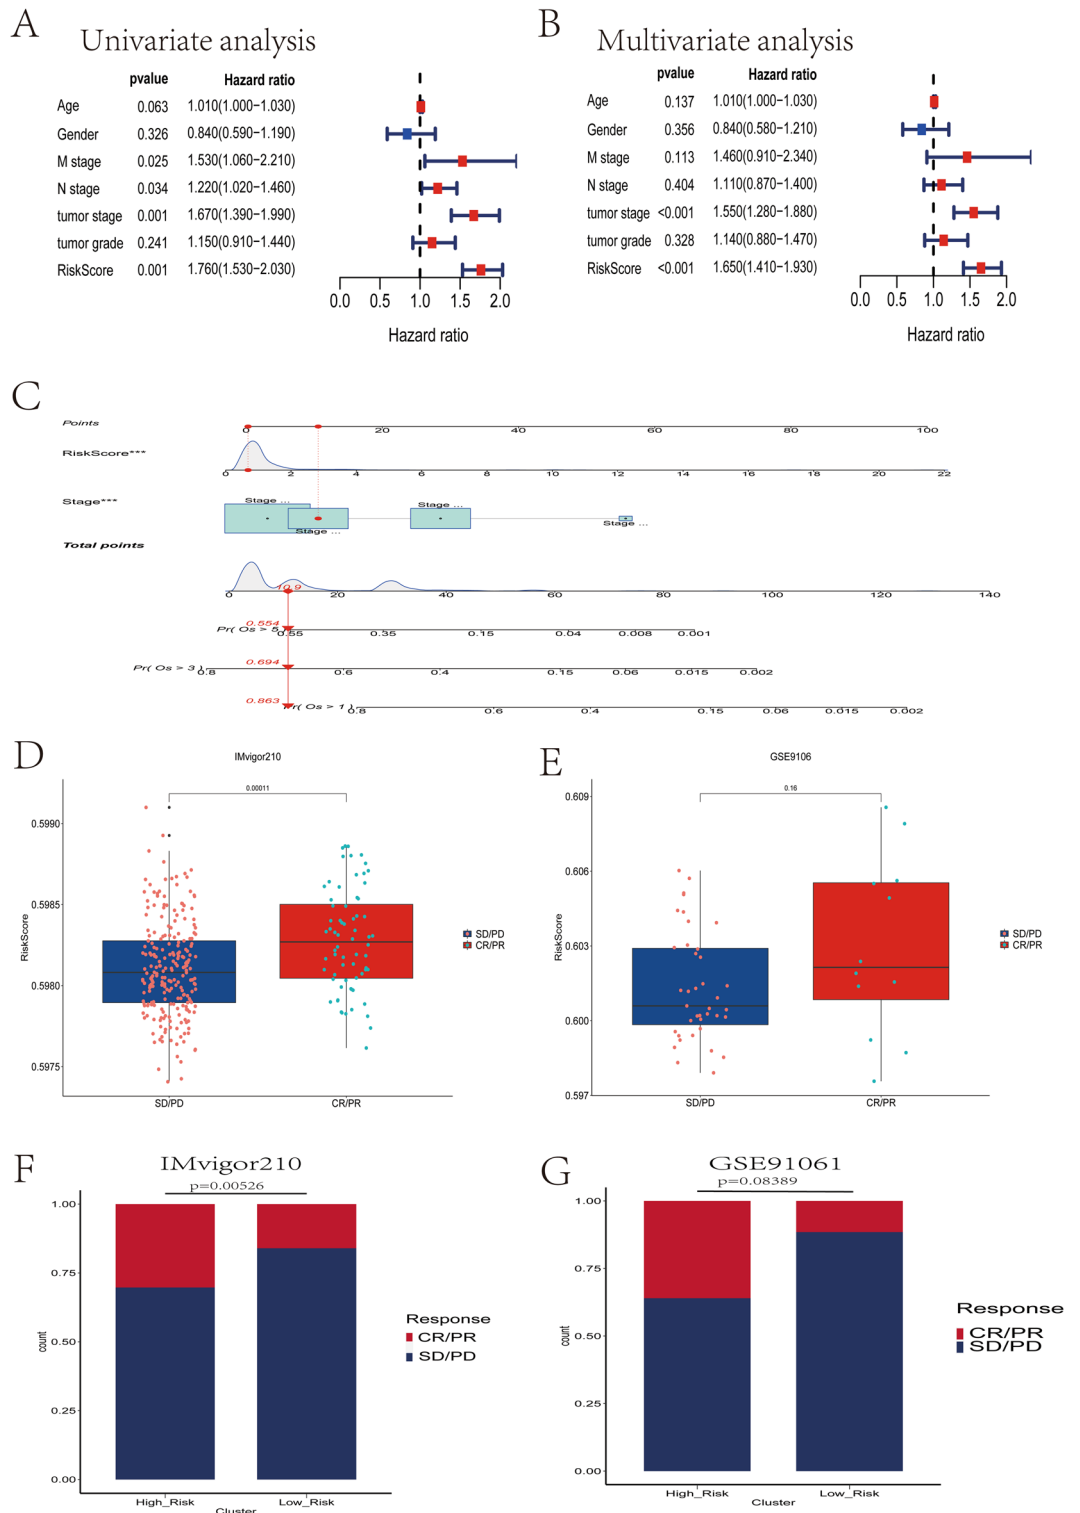 A
Univariate analysis
pvalue Hazard ratio
Age 0.063 1.010(1.000−1.030)
Gender 0.326 0.840(0.590−1.190)
M stage 0.025 1.530(1.060−2.210)
N stage 0.034 1.220(1.020−1.460)
tumor stage 0.001 1.670(1.390−1.990)
tumor grade 0.241 1.150(0.910−1.440)
RiskScore 0.001 1.760(1.530−2.030)
0.0 0.5 1.0 1.5 2.0
Hazard ratio
B
Multivariate analysis
pvalue Hazard ratio
Age 0.137 1.010(1.000−1.030)
Gender 0.356 0.840(0.580−1.210)
M stage 0.113 1.460(0.910−2.340)
N stage 0.404 1.110(0.870−1.400)
tumor stage <0.001 1.550(1.280−1.880)
tumor grade 0.328 1.140(0.880−1.470)
RiskScore <0.001 1.650(1.410−1.930)
0.0 0.5 1.0 1.5 2.0
Hazard ratio
C
Points
0 20 40 60 80 100
RiskScore***
0 2 4 6 8 10 12 14 16 18 20 22
Stage***
Stage ...
Stage ...
Stage ...
Stage ...
Total points
10.9
0 20 40 60 80 100 120 140
0.554
Pr( Os > 5 ) 0.55 0.35 0.15 0.04 0.008 0.001
0.694
Pr( Os > 3 ) 0.8 0.6 0.4 0.15 0.06 0.015 0.002
0.863
Pr( Os > 1 ) 0.8 0.6 0.4 0.15 0.06 0.015 0.002
D
IMvigor210
0.00011
0.5990
0.5985
0.5980
0.5975
RiskScore
SD/PD CR/PR
SD/PD
CR/PR
E
GSE9106
0.16
0.609
0.606
0.603
0.600
0.597
RiskScore
SD/PD CR/PR
SD/PD
CR/PR
F
IMvigor210
p=0.00526
1.00
0.75
0.50
0.25
0.00
count
High_Risk Low_Risk
Cluster
Response
CR/PR
SD/PD
G
GSE91061
p=0.08389
1.00
0.75
0.50
0.25
0.00
count
High_Risk Low_Risk
Cluster
Response
CR/PR
SD/PD